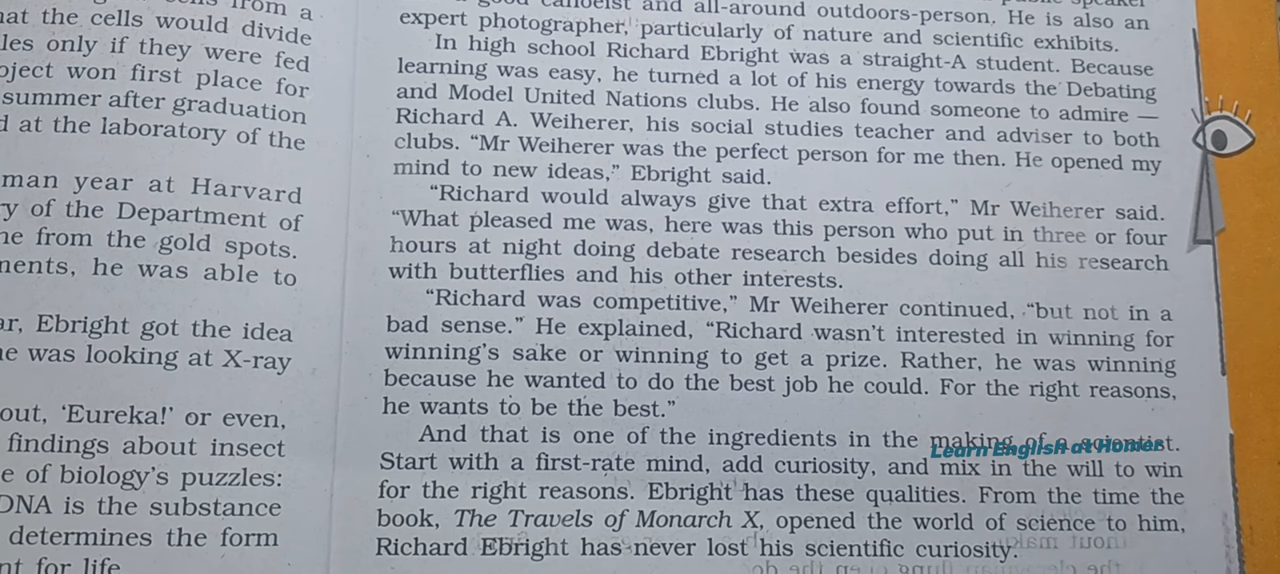 from a
hat the cells would divide
les only if they were fed
oject won first place for
summer after graduation
d at the laboratory of the
man year at Harvard
y of the Department of
ne from the gold spots.
ments, he was able to
ar, Ebright got the idea
he was looking at X-ray
out, ‘Eureka!’ or even,
findings about insect
e of biology’s puzzles:
DNA is the substance
determines the form
nt for life
good canoeist and all-around outdoors-person. He is also an
expert photographer, particularly of nature and scientific exhibits.
In high school Richard Ebright was a straight-A student. Because
learning was easy, he turned a lot of his energy towards the Debating
and Model United Nations clubs. He also found someone to admire —
Richard A. Weiherer, his social studies teacher and adviser to both
clubs. “Mr Weiherer was the perfect person for me then. He opened my
mind to new ideas,” Ebright said.
“Richard would always give that extra effort,” Mr Weiherer said.
“What pleased me was, here was this person who put in three or four
hours at night doing debate research besides doing all his research
with butterflies and his other interests.
“Richard was competitive,” Mr Weiherer continued, “but not in a
bad sense.” He explained, “Richard wasn’t interested in winning for
winning’s sake or winning to get a prize. Rather, he was winning
because he wanted to do the best job he could. For the right reasons,
he wants to be the best.”
And that is one of the ingredients in the making of a scientist.
Learn English at Homes
Start with a first-rate mind, add curiosity, and mix in the will to win
for the right reasons. Ebright has these qualities. From the time the
book, The Travels of Monarch X, opened the world of science to him,
Richard Ebright has never lost his scientific curiosity.